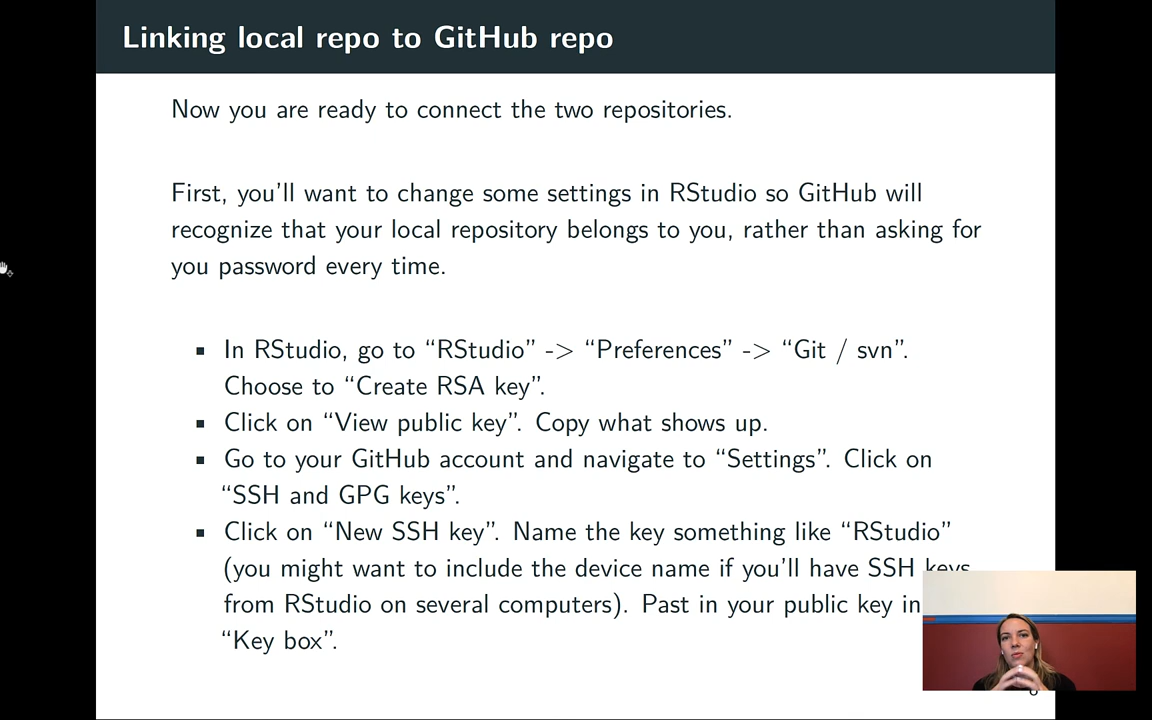 Linking local repo to GitHub repo
Now you are ready to connect the two repositories.
First, you'll want to change some settings in RStudio so GitHub will
recognize that your local repository belongs to you, rather than asking for
you password every time.
▪ In RStudio, go to “RStudio” -> “Preferences” -> “Git / svn”.
Choose to “Create RSA key”.
▪ Click on “View public key”. Copy what shows up.
▪ Go to your GitHub account and navigate to “Settings”. Click on
“SSH and GPG keys”.
▪ Click on “New SSH key”. Name the key something like “RStudio”
(you might want to include the device name if you'll have SSH keys
from RStudio on several computers). Past in your public key in
“Key box”.